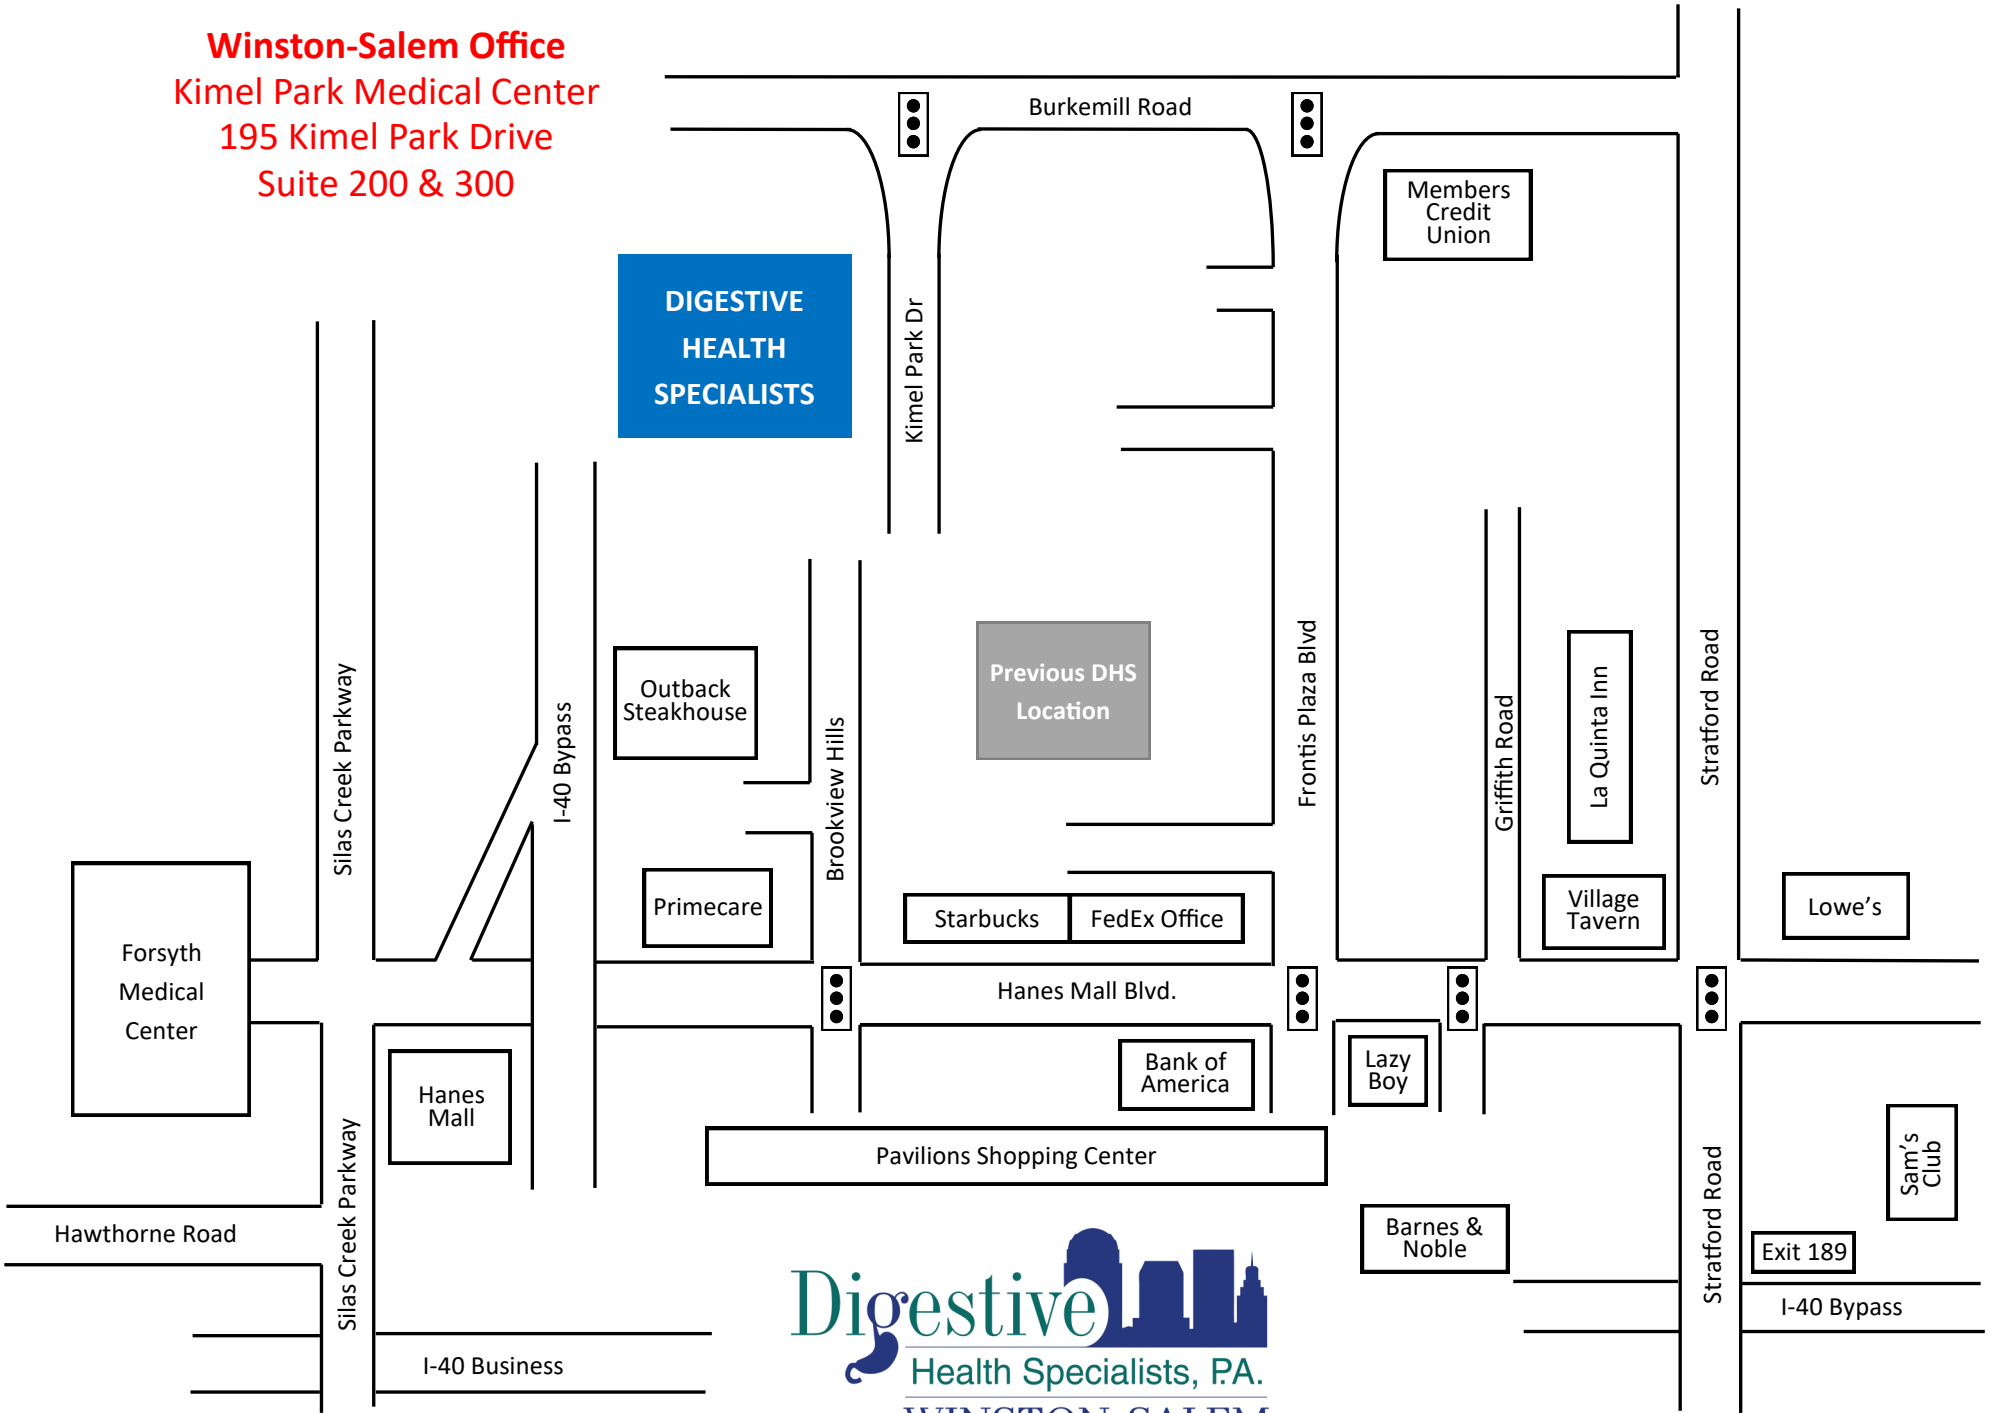 Winston-Salem Office
Kimel Park Medical Center
195 Kimel Park Drive
Suite 200 & 300
Burkemill Road
Members
Credit
Union
DIGESTIVE
HEALTH
SPECIALISTS
Kimel Park Dr
Silas Creek Parkway
I-40 Bypass
Outback
Steakhouse
Brookview Hills
Previous DHS
Location
Frontis Plaza Blvd
Griffith Road
La Quinta Inn
Stratford Road
Forsyth
Medical
Center
Primecare
Starbucks
FedEx Office
Village
Tavern
Lowe's
Hanes Mall Blvd.
Hanes
Mall
Bank of
America
Lazy
Boy
Pavilions Shopping Center
Sam's
Club
Silas Creek Parkway
Hawthorne Road
Barnes &
Noble
Stratford Road
Exit 189
I-40 Bypass
I-40 Business
Digestive
Health Specialists, P.A.
WINSTON-SALEM